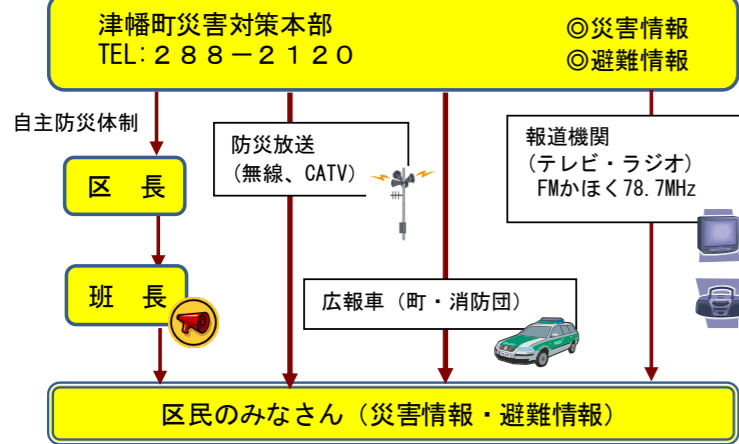 津幡町災害対策本部
TEL:２８８－２１２０
◎災害情報
◎避難情報
自主防災体制
区　長
班　長
防災放送
(無線、CATV)
広報車（町・消防団）
報道機関
(テレビ・ラジオ)
FMかほく78.7MHz
区民のみなさん（災害情報・避難情報）